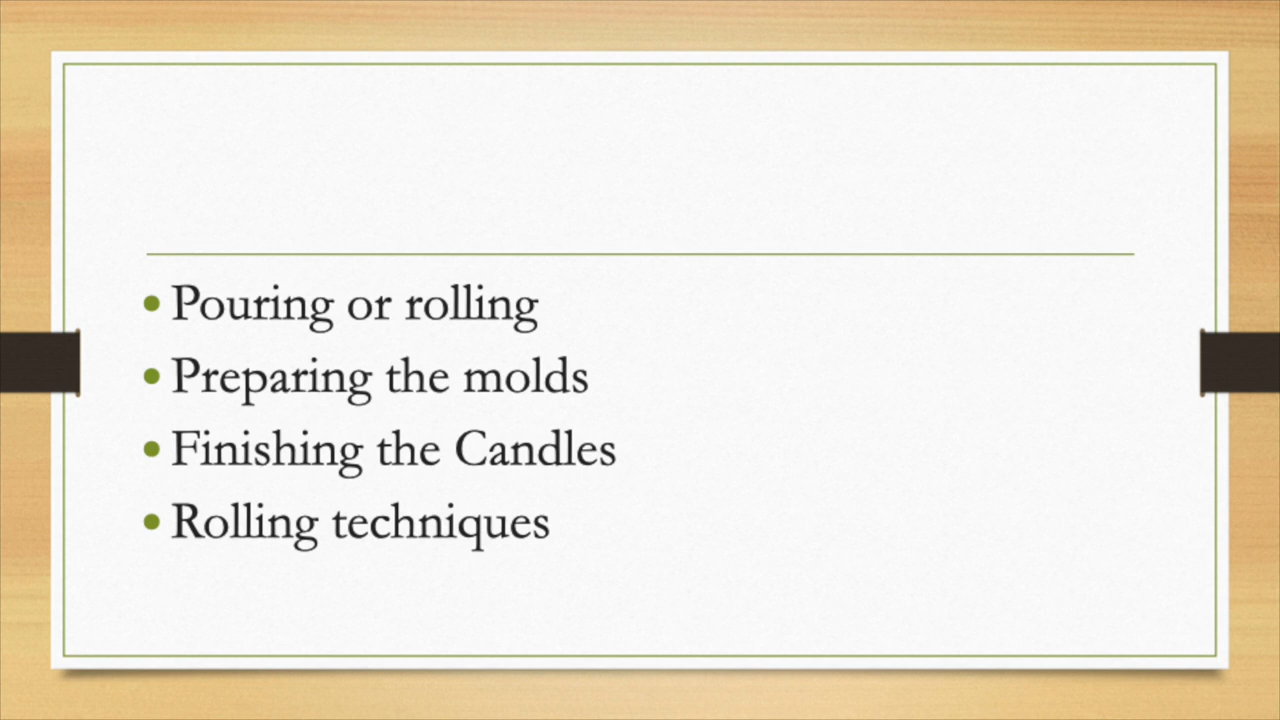 • Pouring or rolling
• Preparing the molds
• Finishing the Candles
• Rolling techniques